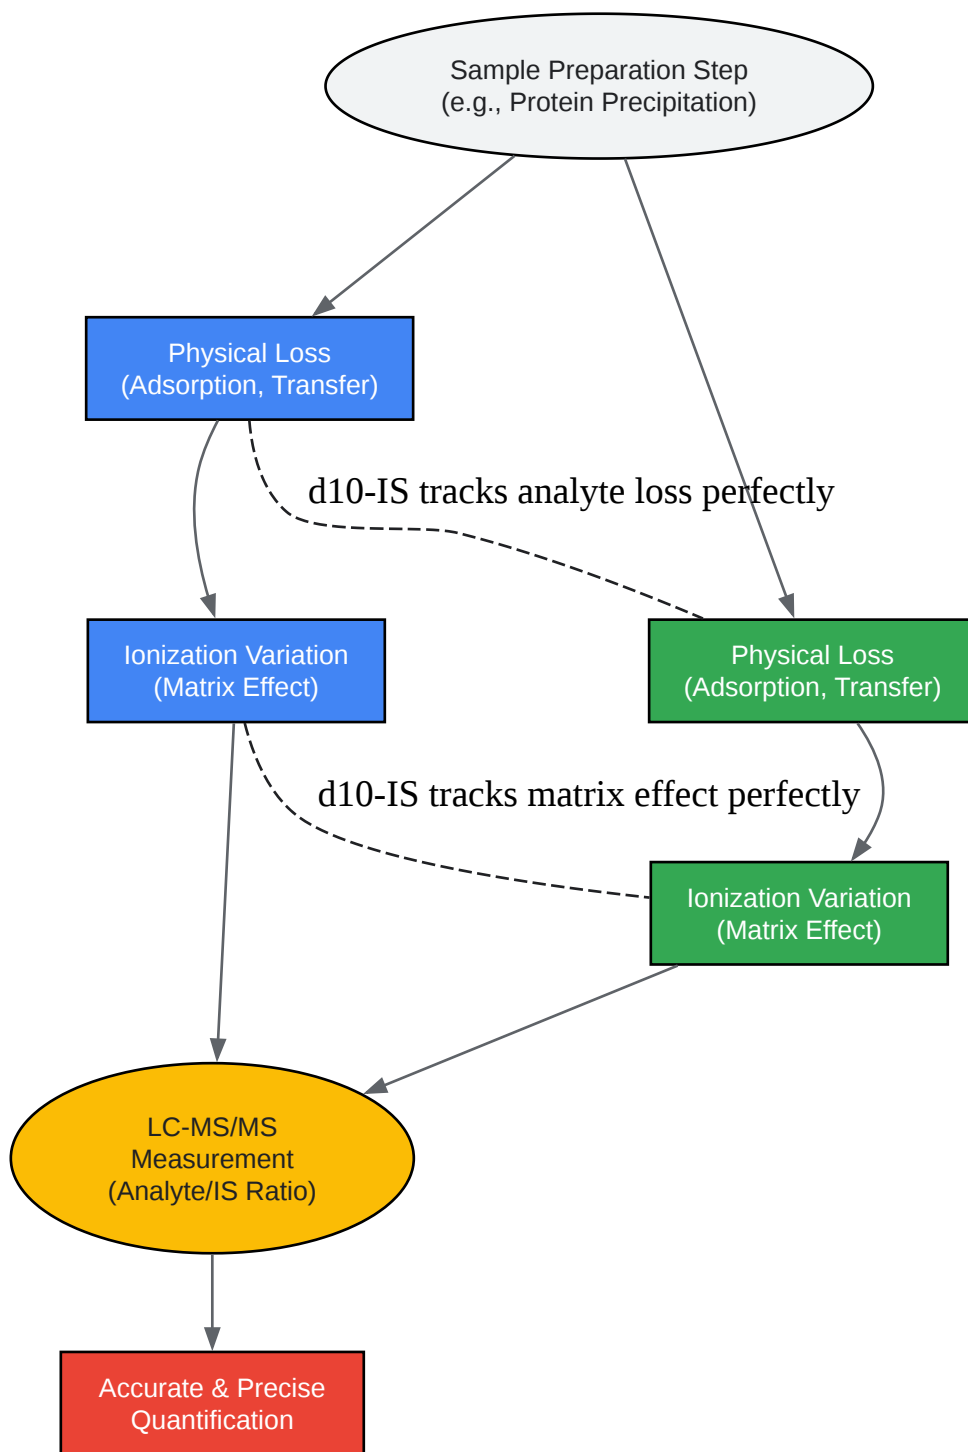 Sample Preparation Step
(e.g., Protein Precipitation)
Physical Loss
(Adsorption, Transfer)
d10-IS tracks analyte loss perfectly
Ionization Variation
(Matrix Effect)
Physical Loss
(Adsorption, Transfer)
d10-IS tracks matrix effect perfectly
Ionization Variation
(Matrix Effect)
LC-MS/MS
Measurement
(Analyte/IS Ratio)
Accurate & Precise
Quantification